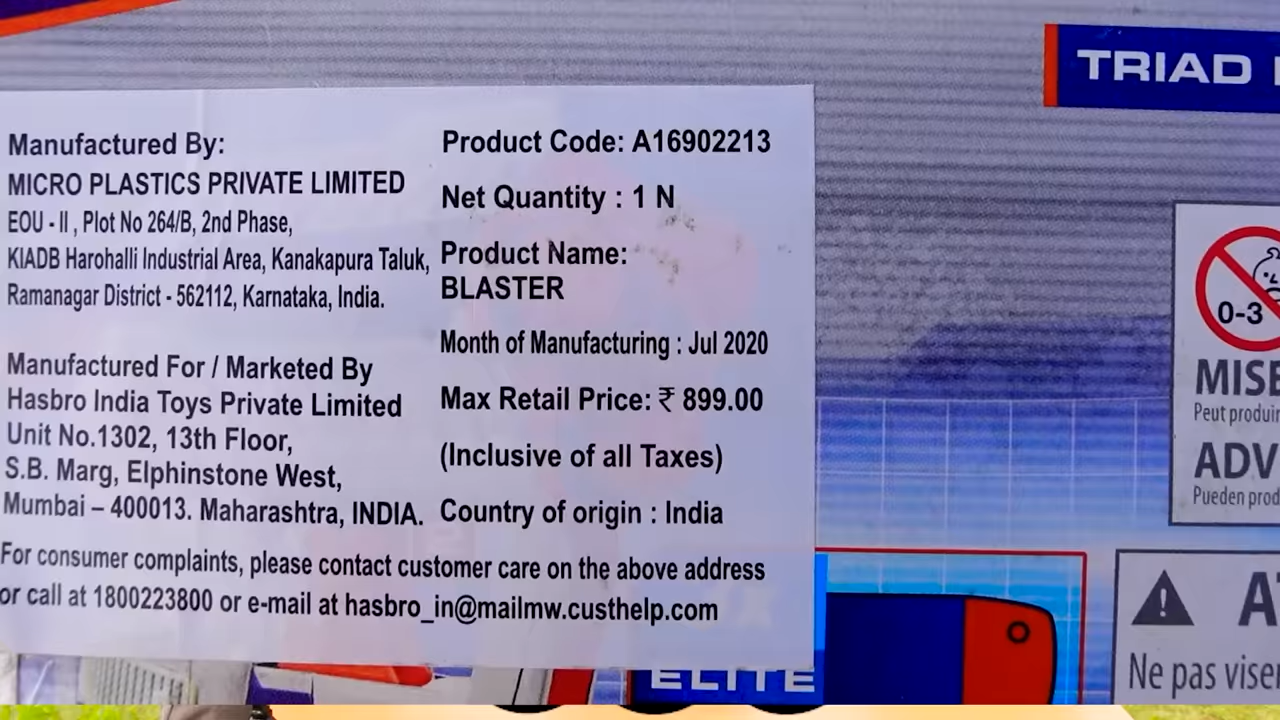 TRIAD
Manufactured By:
MICRO PLASTICS PRIVATE LIMITED
EOU - II , Plot No 264/B, 2nd Phase,
KIADB Harohalli Industrial Area, Kanakapura Taluk,
Ramanagar District - 562112, Karnataka, India.
Manufactured For / Marketed By
Hasbro India Toys Private Limited
Unit No.1302, 13th Floor,
S.B. Marg, Elphinstone West,
Mumbai – 400013. Maharashtra, INDIA.
Product Code: A16902213
Net Quantity : 1 N
Product Name:
BLASTER
Month of Manufacturing : Jul 2020
Max Retail Price: ₹ 899.00
(Inclusive of all Taxes)
Country of origin : India
For consumer complaints, please contact customer care on the above address
or call at 1800223800 or e-mail at hasbro_in@mailmw.custhelp.com
0-3
Peut
Pueden
Ne pas
ELITE